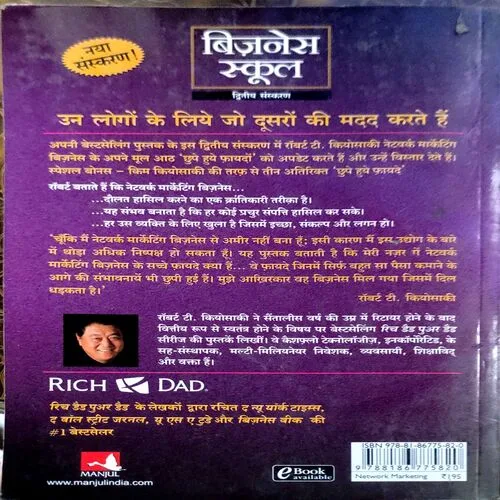 नया
संस्करण!
बिज़नेस
स्कूल
द्वितीय संस्करण
उन लोगों के लिये जो दूसरों की मदद करते हैं
अपनी बेस्टसेलिंग पुस्तक के इस द्वितीय संस्करण में रॉबर्ट टी. कियोसाकी नेटवर्क मार्केटिंग
बिज़नेस के अपने मूल आठ 'छुपे हुये फ़ायदों' को अपडेट करते हैं और उन्हें विस्तार देते हैं।
स्पेशल बोनस – किम कियोसाकी की तरफ़ से तीन अतिरिक्त 'छुपे हुये फ़ायदे'
रॉबर्ट बताते हैं कि नेटवर्क मार्केटिंग बिज़नेस...
...दौलत हासिल करने का एक क्रांतिकारी तरीक़ा है।
...यह संभव बनाता है कि हर कोई प्रचुर संपत्ति हासिल कर सके।
...हर उस व्यक्ति के लिए खुला है जिसमें इच्छा, संकल्प और लगन हो।
'चूँकि मैं नेटवर्क मार्केटिंग बिज़नेस से अमीर नहीं बना हूँ; इसी कारण मैं इस उद्योग के बारे
में थोड़ा अधिक निष्पक्ष हो सकता हूँ। यह पुस्तक बताती है कि मेरी नज़र में नेटवर्क
मार्केटिंग बिज़नेस के सच्चे फ़ायदे क्या हैं... वे फ़ायदे जिनमें सिर्फ़ बहुत सा पैसा कमाने के
आगे की संभावनायें भी छुपी हुई हैं। मुझे आख़िरकार वह बिज़नेस मिल गया जिसमें दिल
धड़कता है।'
रॉबर्ट टी. कियोसाकी
रॉबर्ट टी. कियोसाकी ने सैंतालीस वर्ष की उम्र में रिटायर होने के बाद
वित्तीय रूप से स्वतंत्र होने के विषय पर बेस्टसेलिंग रिच डैड पुअर डैड
सीरीज़ की पुस्तकें लिखीं। वे कैशफ़्लो टेक्नोलॉजीज़, इनकॉर्पोरेटिड, के
सह-संस्थापक, मल्टी-मिलियनेयर निवेशक, व्यवसायी, शिक्षाविद्
और वक्ता हैं।
RICH DAD.
रिच डैड पुअर डैड के लेखकों द्वारा रचित द न्यू यॉर्क टाइम्स,
द वॉल स्ट्रीट जरनल, यू एस ए टुडे और बिज़नेस वीक की
#1 बेस्टसेलर
MANJUL
www.manjulindia.com
eBook
available
ISBN 978-81-86775-82-0
9 788186 775820
Network Marketing ₹195